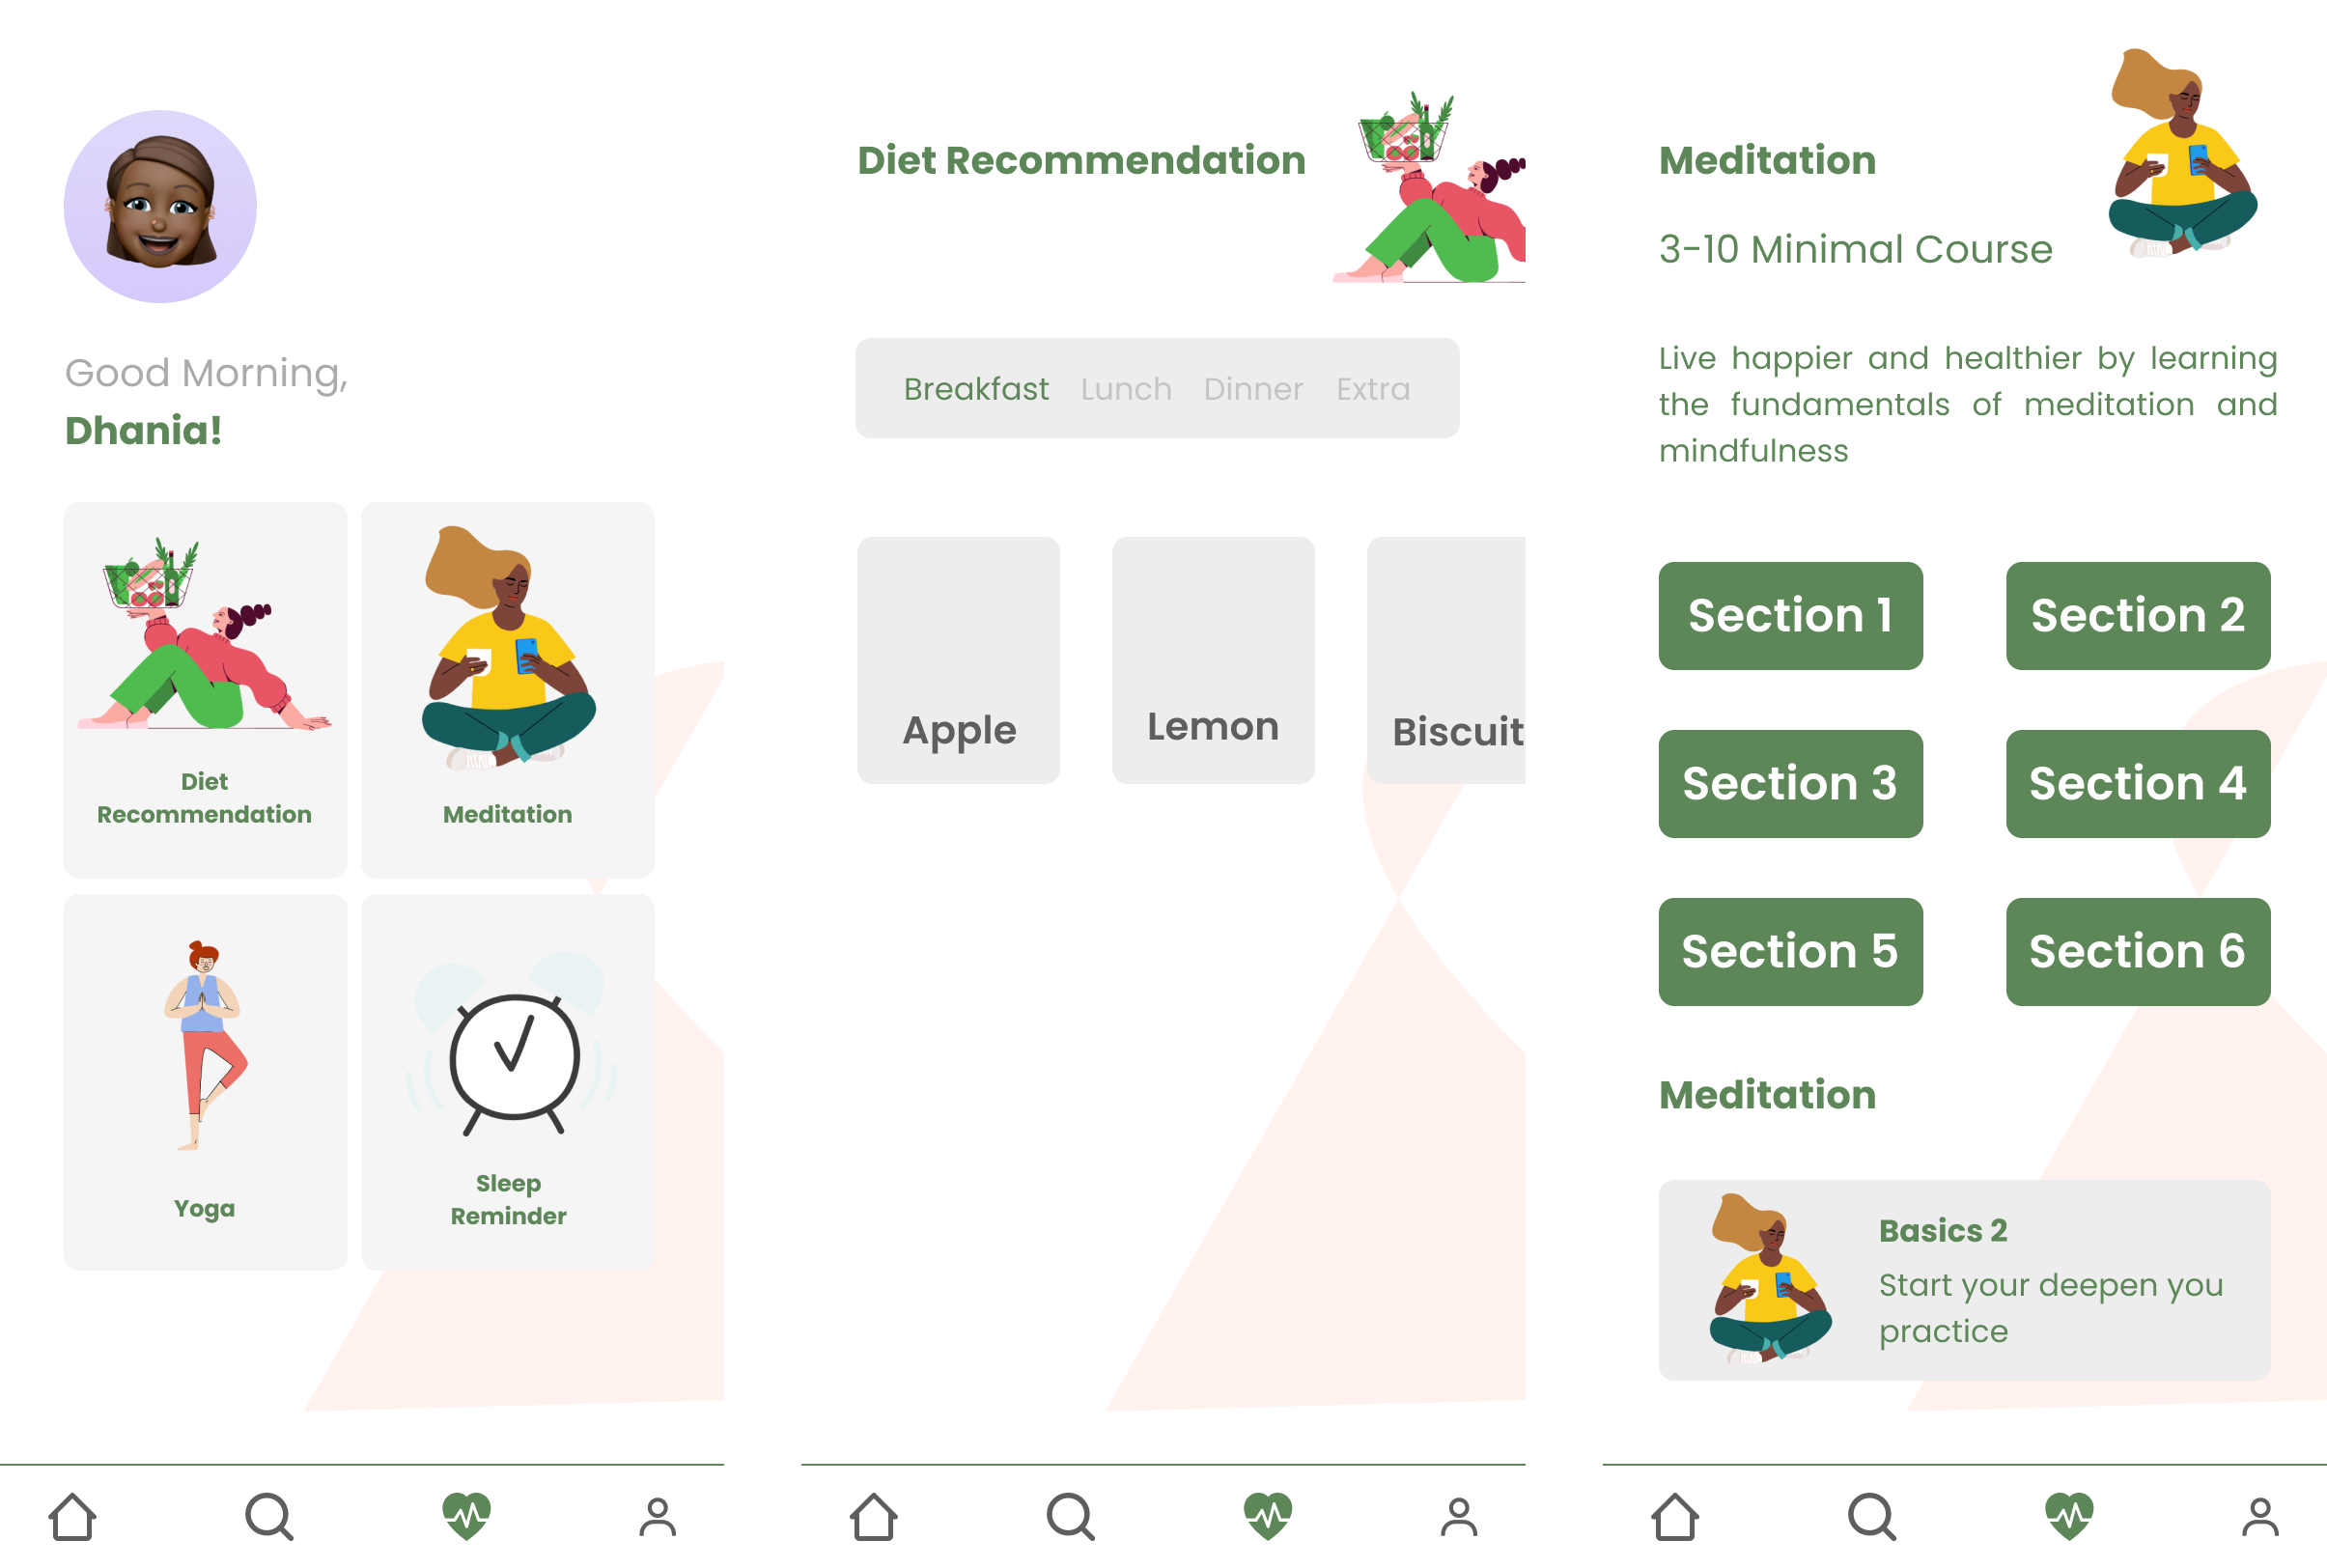 Good Morning,
Dhania!
Diet
Recommendation
Meditation
Yoga
Sleep
Reminder
Diet Recommendation
Breakfast Lunch Dinner Extra
Apple Lemon Biscuit
Meditation
3-10 Minimal Course
Live happier and healthier by learning
the fundamentals of meditation and
mindfulness
Section 1 Section 2
Section 3 Section 4
Section 5 Section 6
Meditation
Basics 2
Start your deepen you
practice